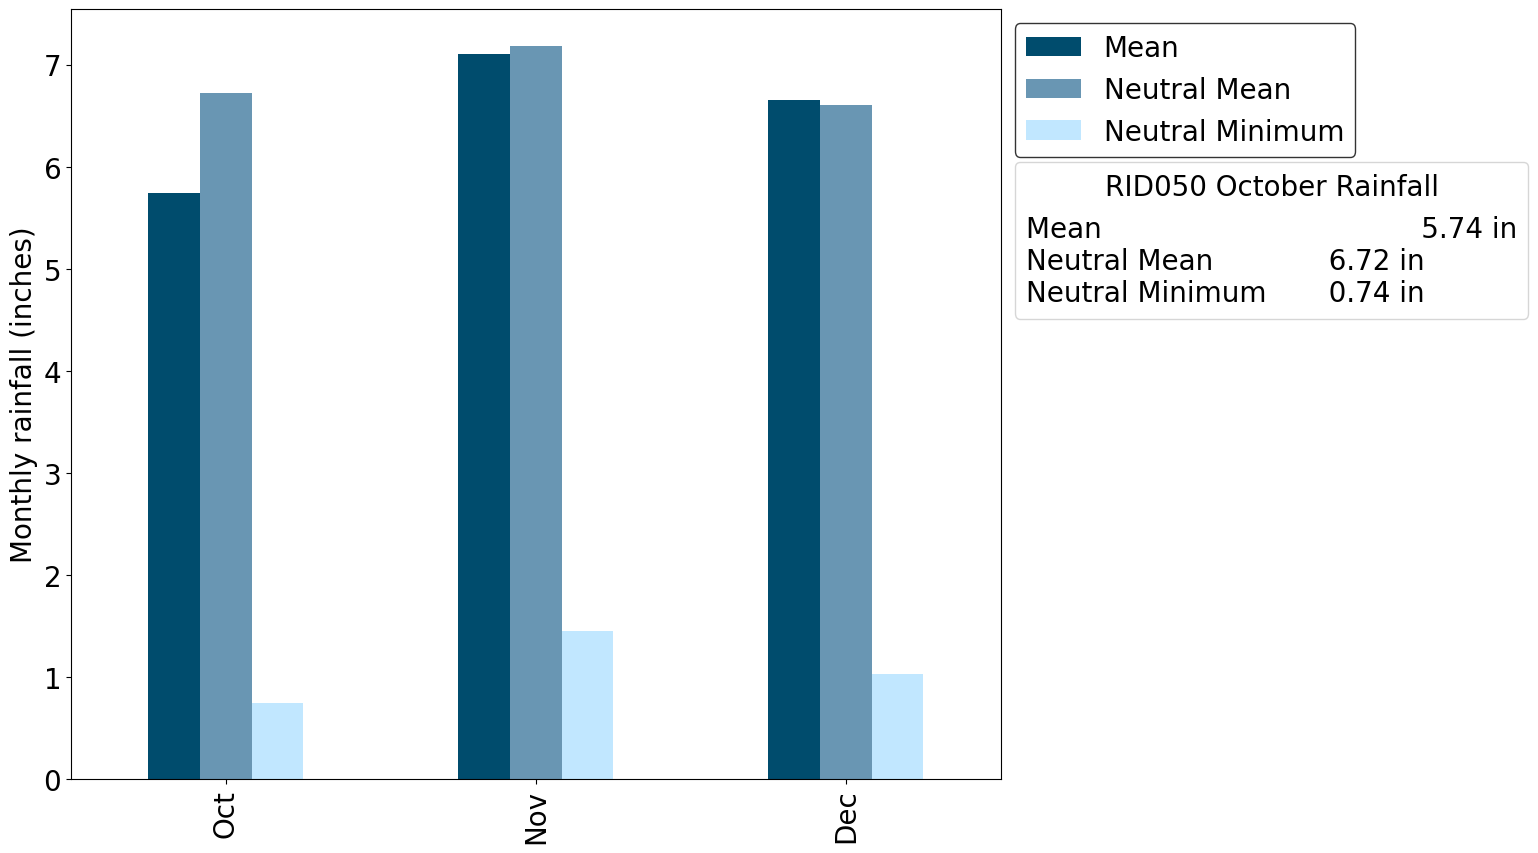 Monthly rainfall (inches)
7
6
5
4
3
2
1
0
Oct
Nov
Dec
Mean
Neutral Mean
Neutral Minimum
RID050 October Rainfall
Mean 5.74 in
Neutral Mean 6.72 in
Neutral Minimum 0.74 in